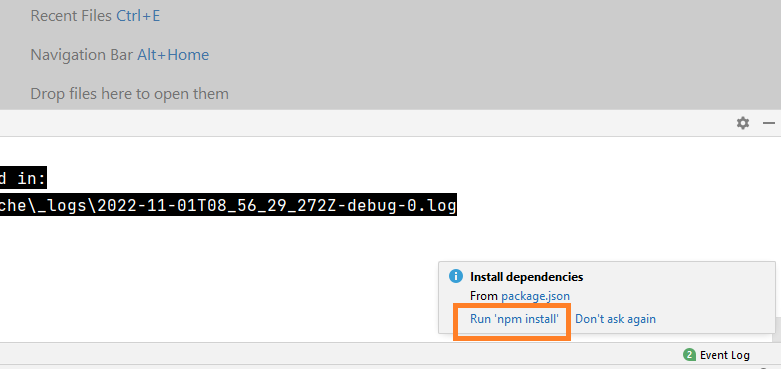 Recent Files Ctrl+E
Navigation Bar Alt+Home
Drop files here to open them
d in:
che\_logs\2022-11-01T08_56_29_272Z-debug-0.log
Install dependencies
From package.json
Run 'npm install' Don't ask again
2 Event Log